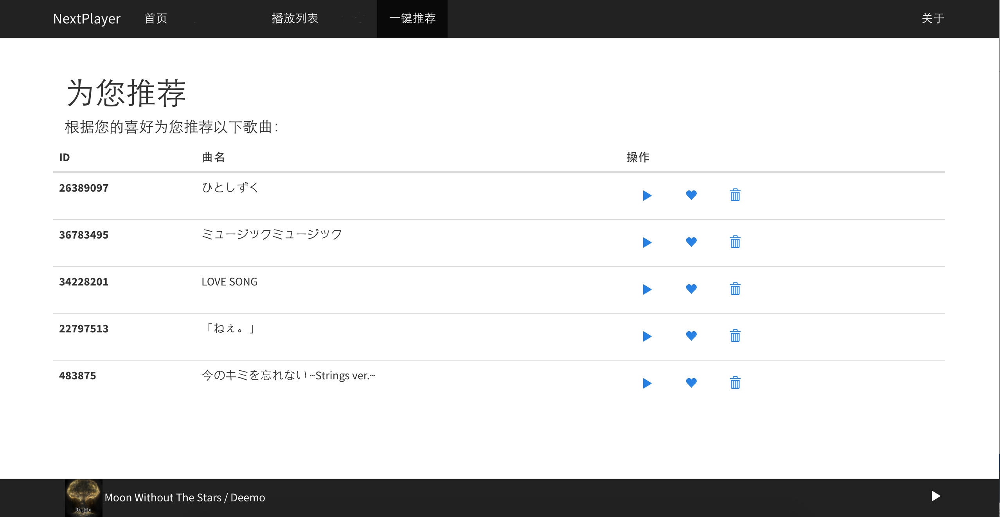 NextPlayer 首页 播放列表 一键推荐 关于
为您推荐
根据您的喜好为您推荐以下歌曲：
ID 曲名 操作
26389097 ひとしずく
36783495 ミュージックミュージック
34228201 LOVE SONG
22797513 「ねぇ。」
483875 今のキミを忘れない ~Strings ver.~
DEEMO
Moon Without The Stars / Deemo